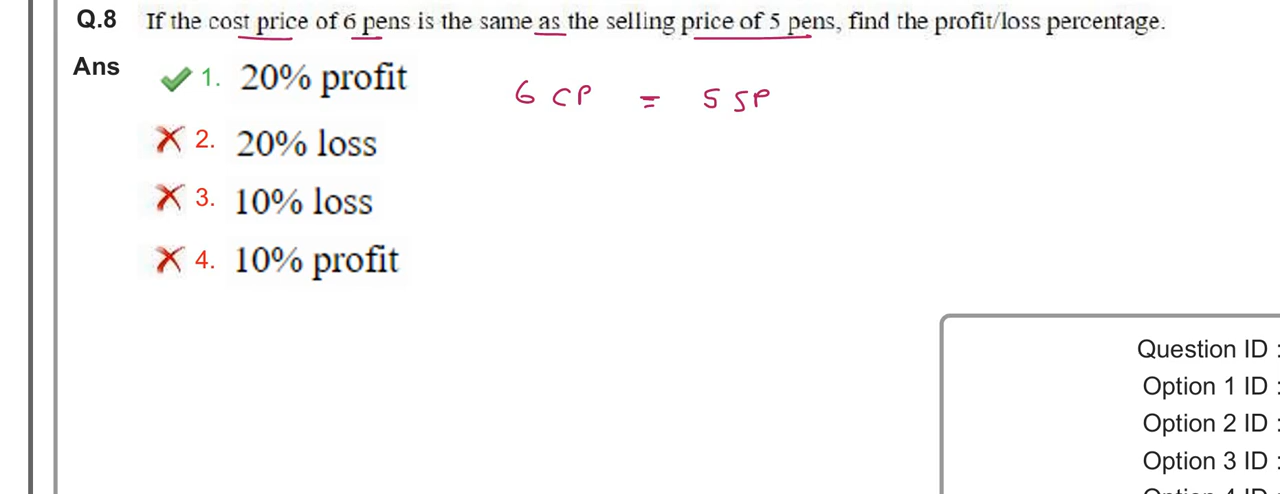 Q.8 If the cost price of 6 pens is the same as the selling price of 5 pens, find the profit/loss percentage.
Ans 1. 20% profit
6 CP = 5 SP
2. 20% loss
3. 10% loss
4. 10% profit
Question ID :
Option 1 ID :
Option 2 ID :
Option 3 ID :